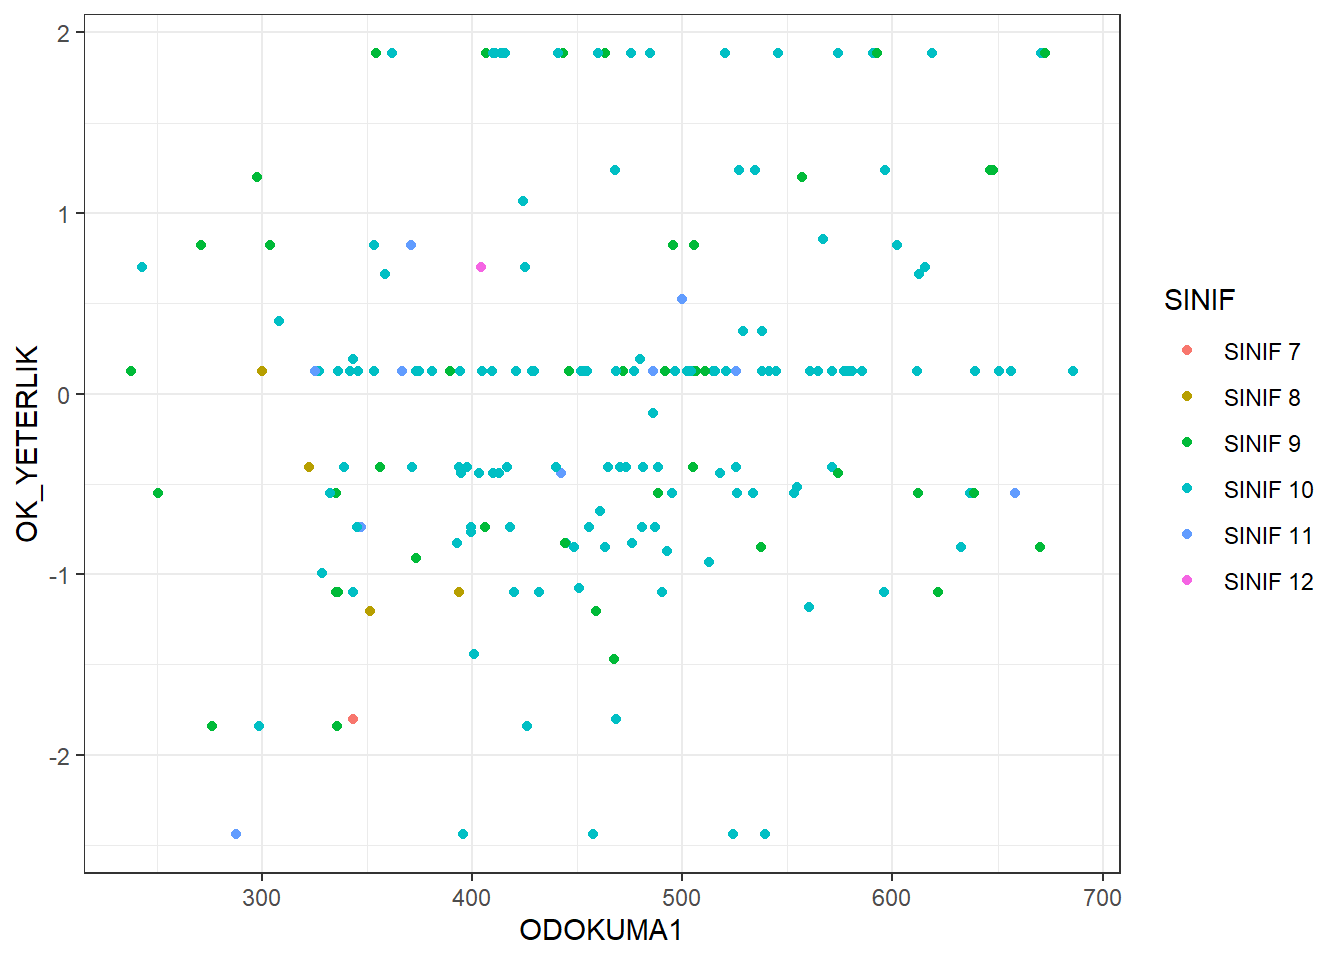 2
1
0
-1
-2
OK_YETERLIK
300 400 500 600 700
ODOKUMA1
SINIF
SINIF 7
SINIF 8
SINIF 9
SINIF 10
SINIF 11
SINIF 12